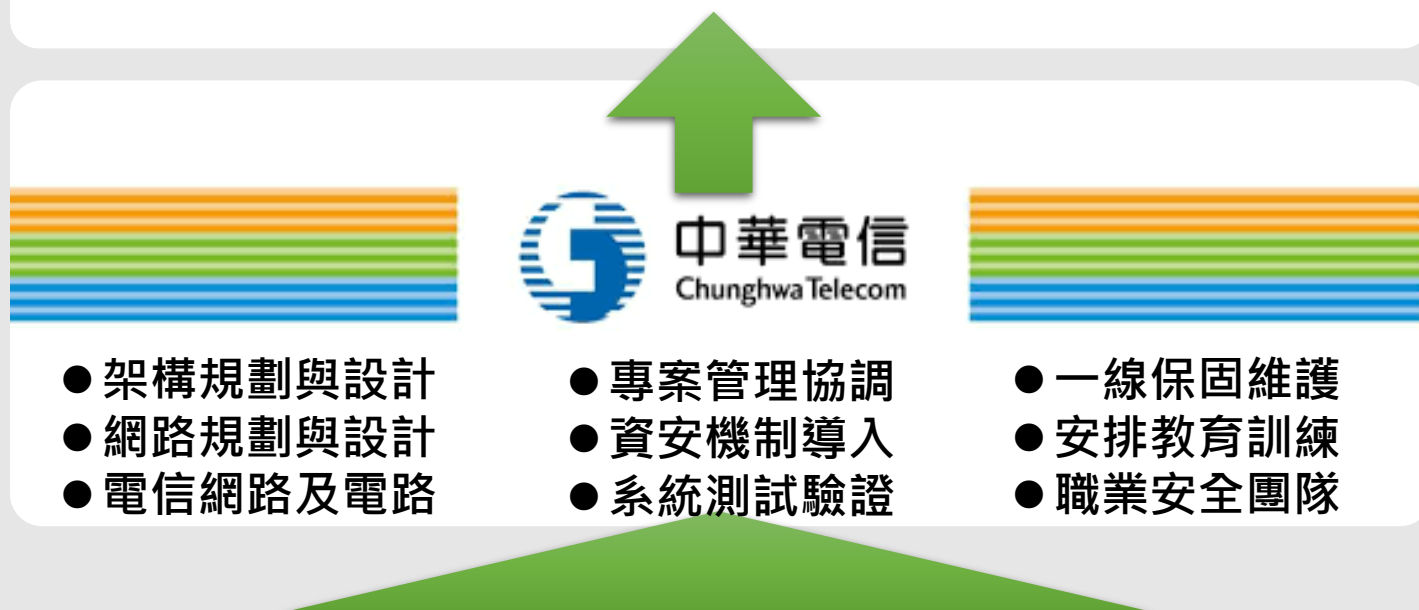 中華電信
Chunghwa Telecom
●架構規劃與設計
●網路規劃與設計
●電信網路及電路
●專案管理協調
●資安機制導入
●系統測試驗證
●一線保固維護
●安排教育訓練
●職業安全團隊